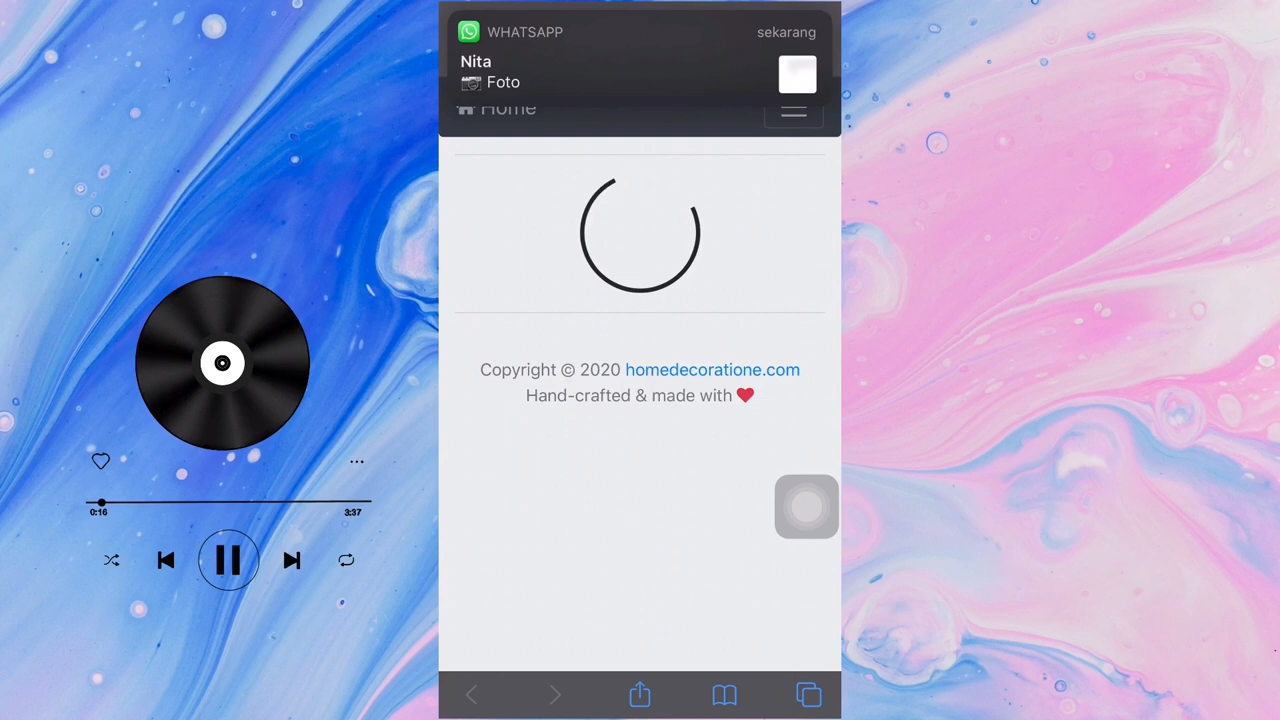 WHATSAPP
sekarang
Nita
📷 Foto
Home
Copyright © 2020 homedecoratione.com
Hand-crafted & made with ❤
0:16
3:37